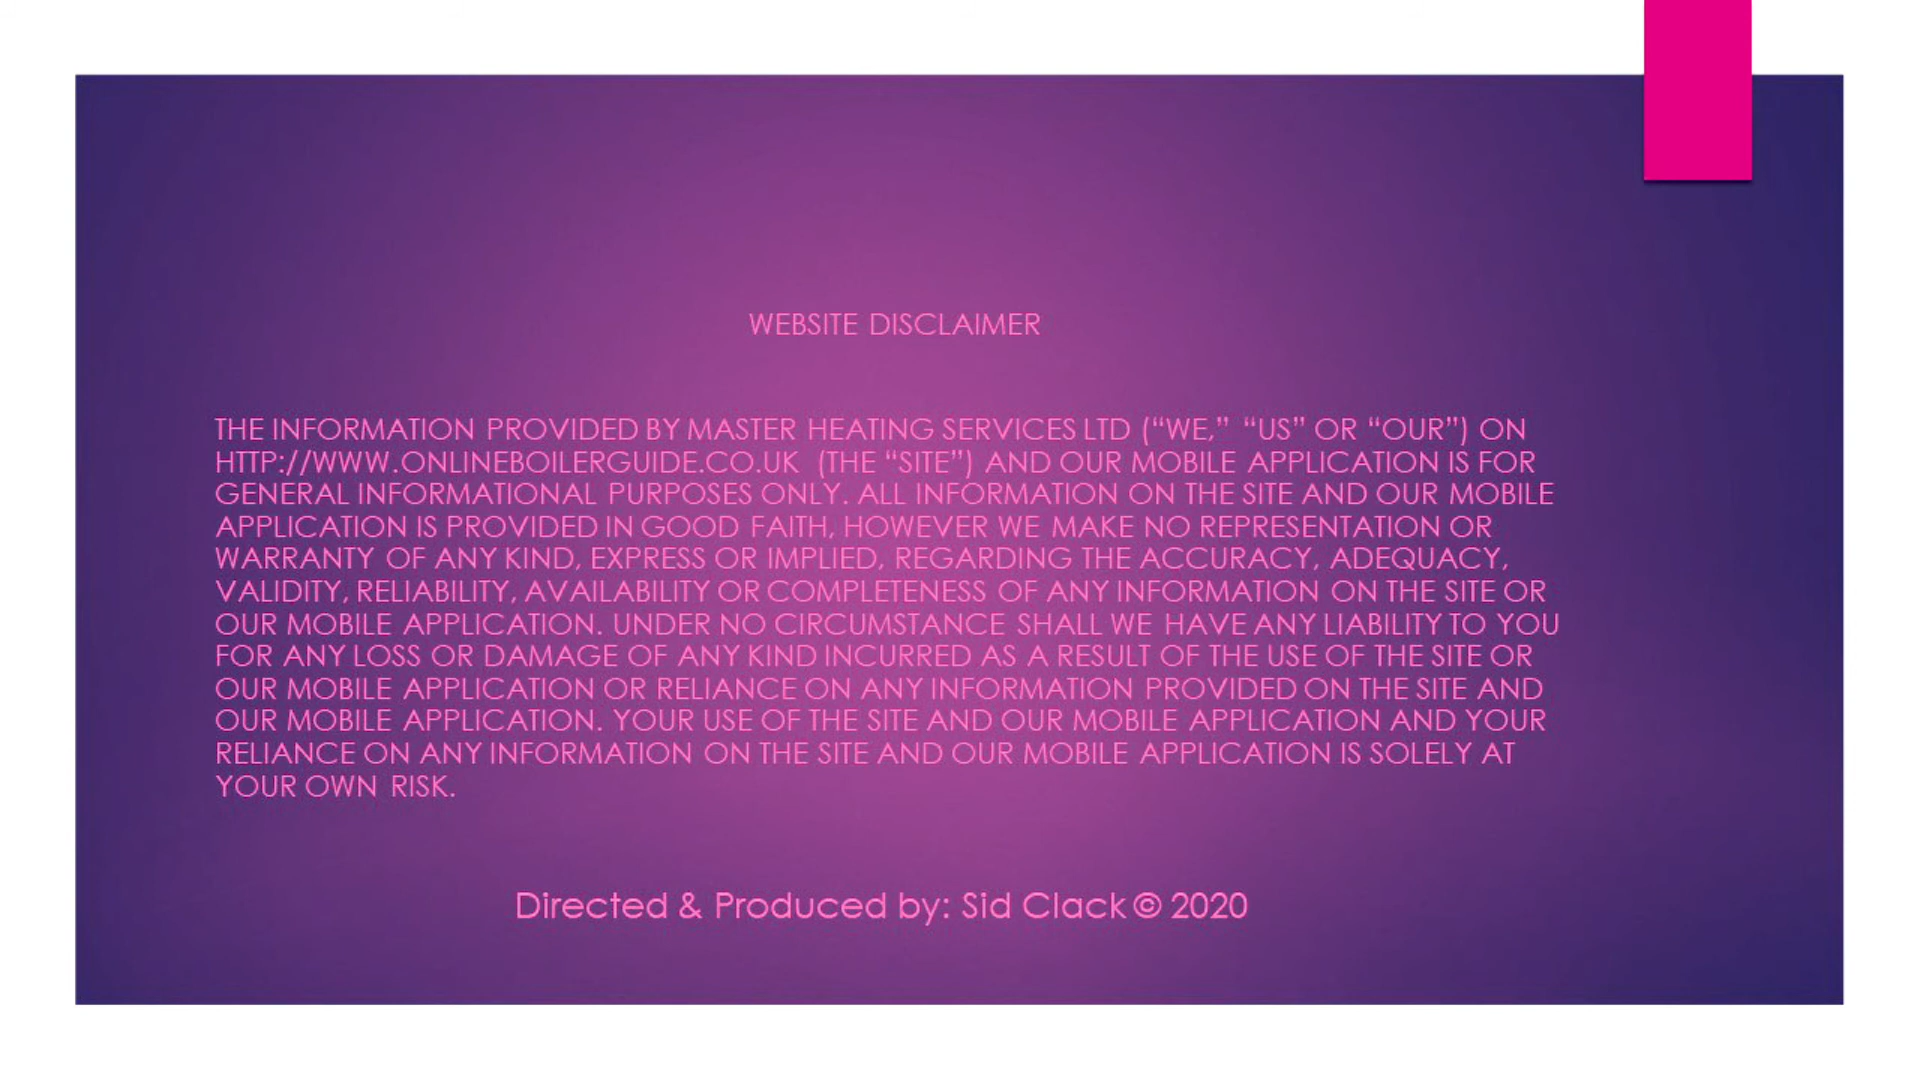 WEBSITE DISCLAIMER
THE INFORMATION PROVIDED BY MASTER HEATING SERVICES LTD (“WE,” “US” OR “OUR”) ON
HTTP://WWW.ONLINEBOILERGUIDE.CO.UK (THE “SITE”) AND OUR MOBILE APPLICATION IS FOR
GENERAL INFORMATIONAL PURPOSES ONLY. ALL INFORMATION ON THE SITE AND OUR MOBILE
APPLICATION IS PROVIDED IN GOOD FAITH, HOWEVER WE MAKE NO REPRESENTATION OR
WARRANTY OF ANY KIND, EXPRESS OR IMPLIED, REGARDING THE ACCURACY, ADEQUACY,
VALIDITY, RELIABILITY, AVAILABILITY OR COMPLETENESS OF ANY INFORMATION ON THE SITE OR
OUR MOBILE APPLICATION. UNDER NO CIRCUMSTANCE SHALL WE HAVE ANY LIABILITY TO YOU
FOR ANY LOSS OR DAMAGE OF ANY KIND INCURRED AS A RESULT OF THE USE OF THE SITE OR
OUR MOBILE APPLICATION OR RELIANCE ON ANY INFORMATION PROVIDED ON THE SITE AND
OUR MOBILE APPLICATION. YOUR USE OF THE SITE AND OUR MOBILE APPLICATION AND YOUR
RELIANCE ON ANY INFORMATION ON THE SITE AND OUR MOBILE APPLICATION IS SOLELY AT
YOUR OWN RISK.
Directed & Produced by: Sid Clack © 2020